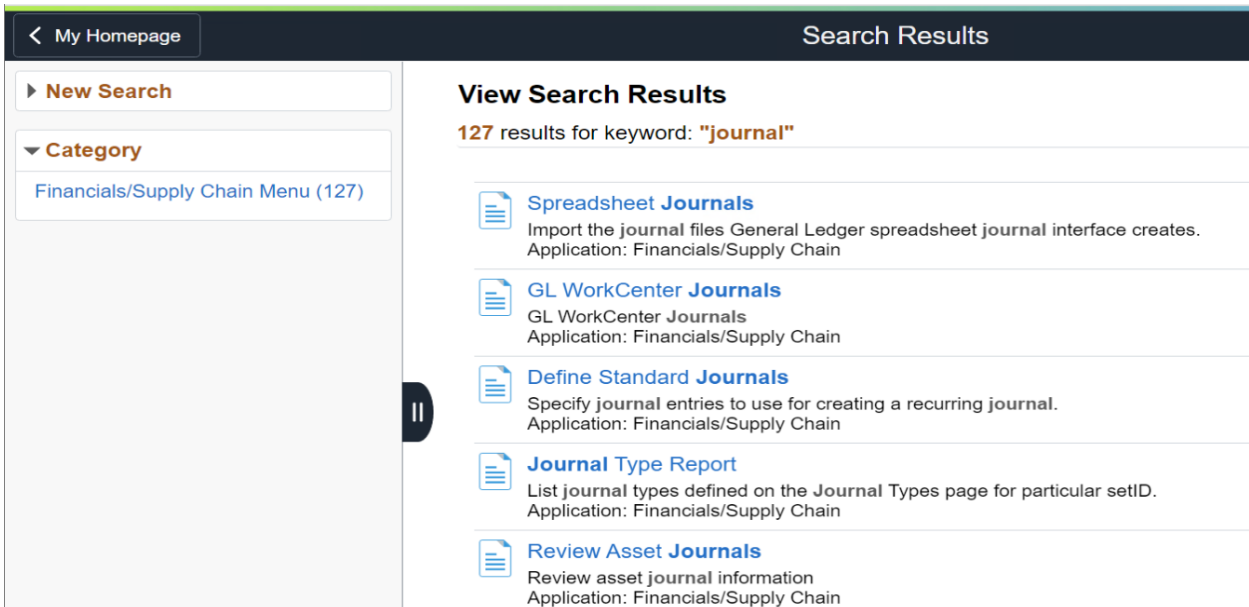 My Homepage
Search Results
New Search
Category
Financials/Supply Chain Menu (127)
View Search Results
127 results for keyword: "journal"
Spreadsheet Journals
Import the journal files General Ledger spreadsheet journal interface creates.
Application: Financials/Supply Chain
GL WorkCenter Journals
GL WorkCenter Journals
Application: Financials/Supply Chain
Define Standard Journals
Specify journal entries to use for creating a recurring journal.
Application: Financials/Supply Chain
Journal Type Report
List journal types defined on the Journal Types page for particular setID.
Application: Financials/Supply Chain
Review Asset Journals
Review asset journal information
Application: Financials/Supply Chain